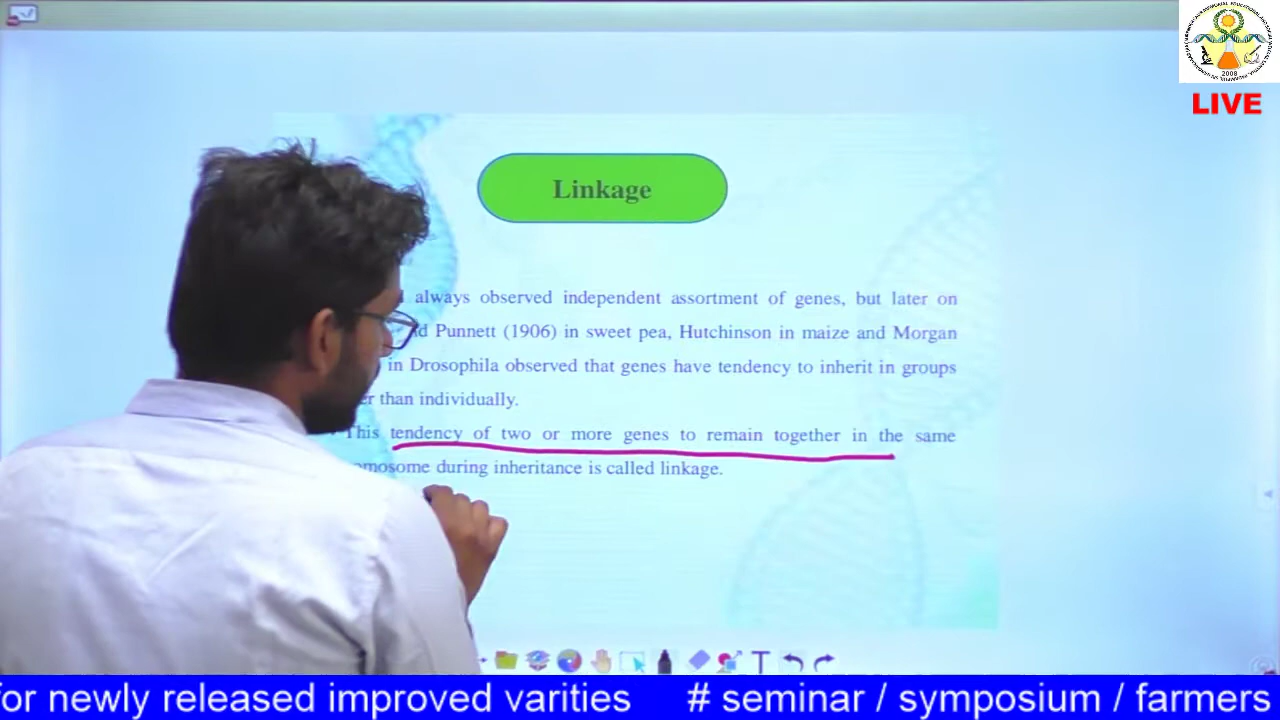 LIVE
2008
Linkage
always observed independent assortment of genes, but later on
Punnett (1906) in sweet pea, Hutchinson in maize and Morgan
in Drosophila observed that genes have tendency to inherit in groups
than individually.
This tendency of two or more genes to remain together in the same
during inheritance is called linkage.
T
for newly released improved varities # seminar / symposium / farmers